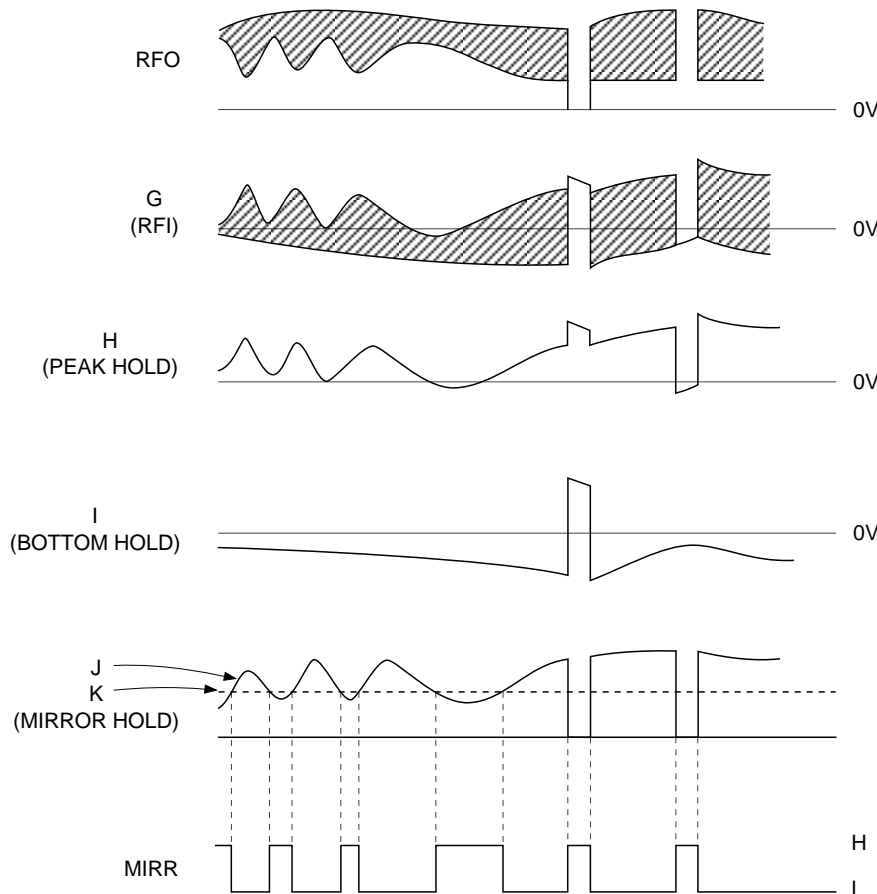 RFO
0V
G
(RFI)
0V
H
(PEAK HOLD)
0V
I
(BOTTOM HOLD)
0V
J
K
(MIRROR HOLD)
H
MIRR
L